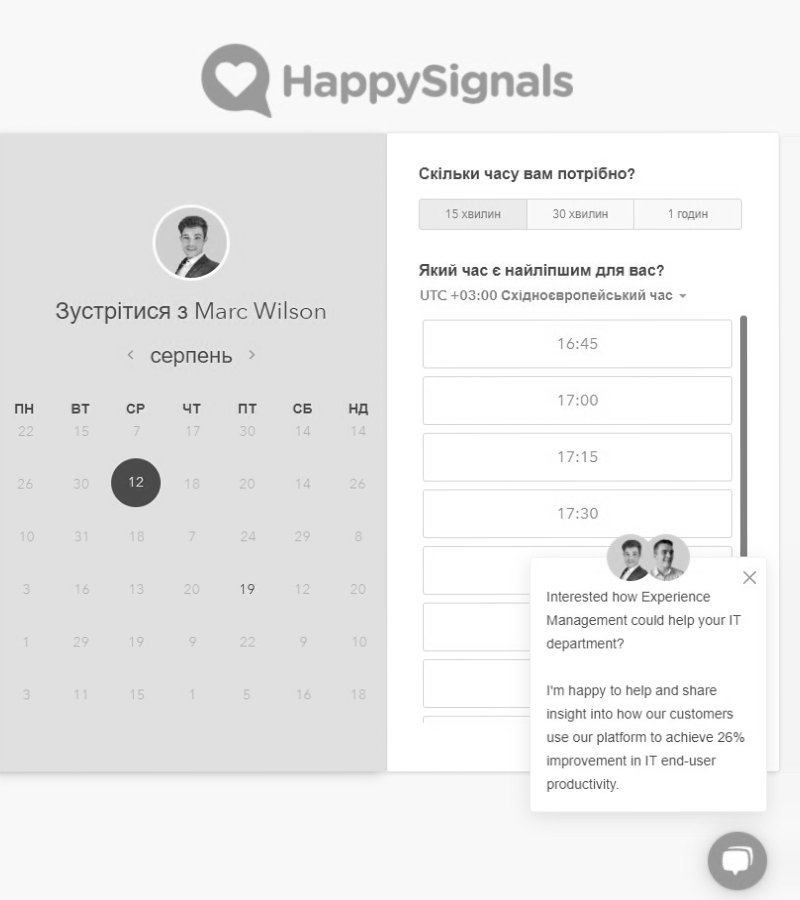 HappySignals
Зустрітися з Marc Wilson
серпень
ПН ВТ СР ЧТ ПТ СБ НД
22 15 7 17 30 14 14
26 30 12 18 20 14 26
10 31 18 7 24 29 8
3 16 13 20 19 12 20
1 29 19 9 22 9 10
3 11 15 1 5 16 18
Скільки часу вам потрібно?
15 хвилин 30 хвилин 1 годин
Який час є найліпшим для вас?
UTC +03:00 Східноєвропейський час
16:45
17:00
17:15
17:30
Interested how Experience
Management could help your IT
department?
I'm happy to help and share
insight into how our customers
use our platform to achieve 26%
improvement in IT end-user
productivity.